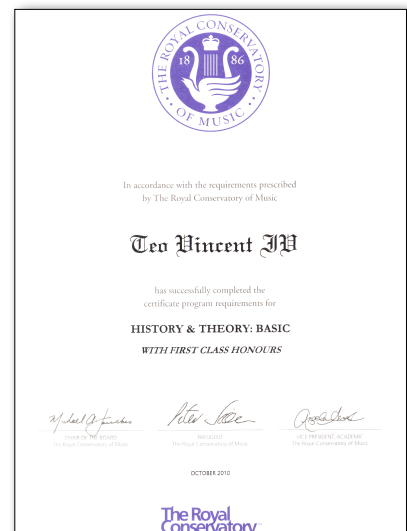 THE ROYAL CONSERVATORY
18 86
• • OF MUSIC • •
In accordance with the requirements prescribed
by The Royal Conservatory of Music
Teo Vincent IV
has successfully completed the
certificate program requirements for
HISTORY & THEORY: BASIC
WITH FIRST CLASS HONOURS
CHAIR OF THE BOARD
The Royal Conservatory of Music
PRESIDENT
The Royal Conservatory of Music
VICE PRESIDENT, ACADEMIC
The Royal Conservatory of Music
OCTOBER 2010
The Royal
Conservatory